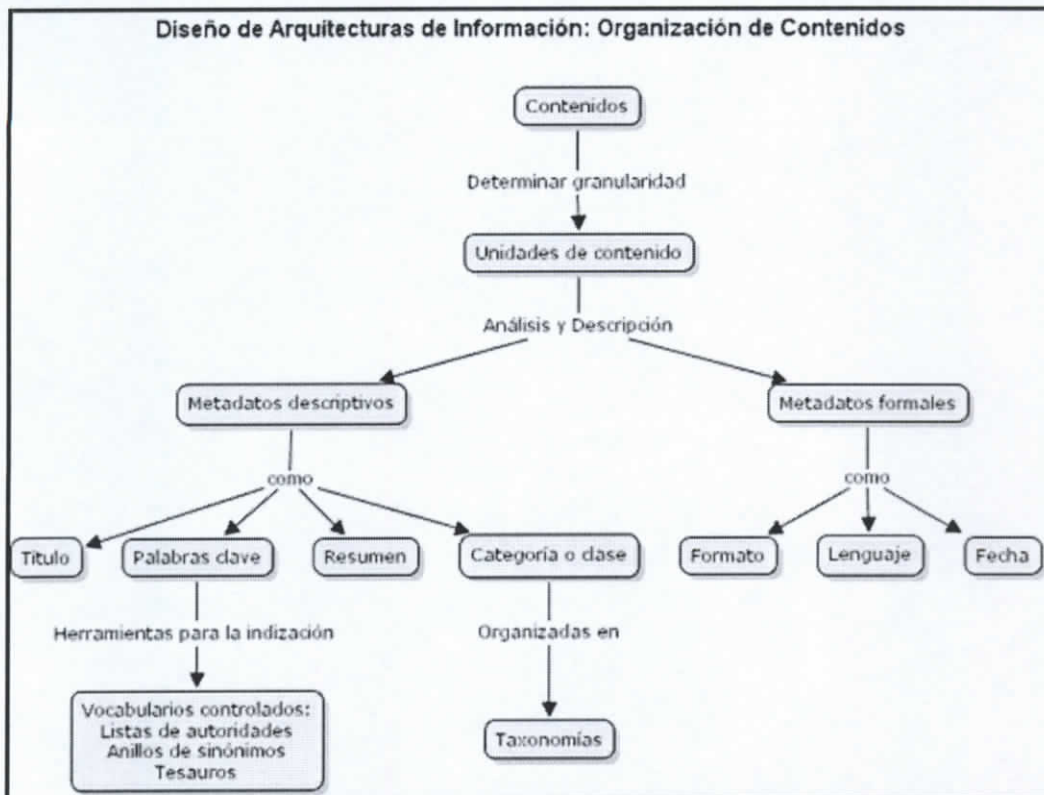 Diseño de Arquitecturas de Información: Organización de Contenidos
Contenidos
Determinar granularidad
Unidades de contenido
Análisis y Descripción
Metadatos descriptivos
Metadatos formales
como
como
Título
Palabras clave
Resumen
Categoría o clase
Formato
Lenguaje
Fecha
Herramientas para la indización
Organizadas en
Vocabularios controlados:
Listas de autoridades
Anillos de sinónimos
Tesauros
Taxonomías